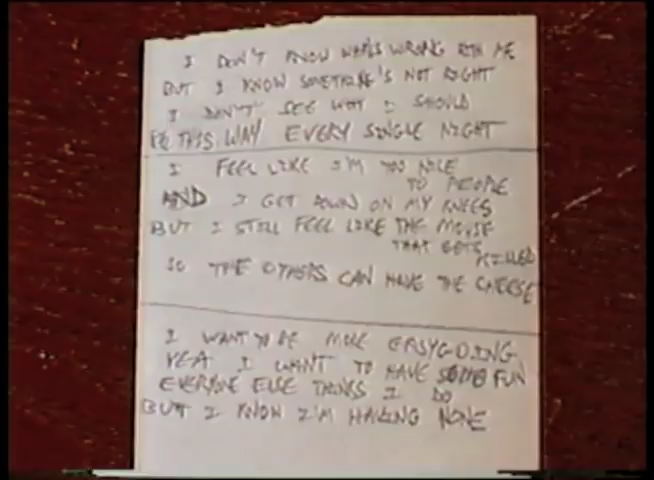 I DON'T KNOW WHAT'S WRONG WITH ME
BUT I KNOW SOMETHING'S NOT RIGHT
I DON'T SEE WHY I SHOULD
BE THIS WAY EVERY SINGLE NIGHT
I FEEL LIKE I'M TOO NICE
TO PEOPLE
AND I GET DOWN ON MY KNEES
BUT I STILL FEEL LIKE THE MOUSE
THAT GETS
KILLED
SO THE OTHERS CAN HAVE THE CHEESE
I WANT TO BE MORE EASYGOING
YEA I WANT TO HAVE SOME FUN
EVERYONE ELSE THINKS I DO
BUT I KNOW I'M HAVING NONE